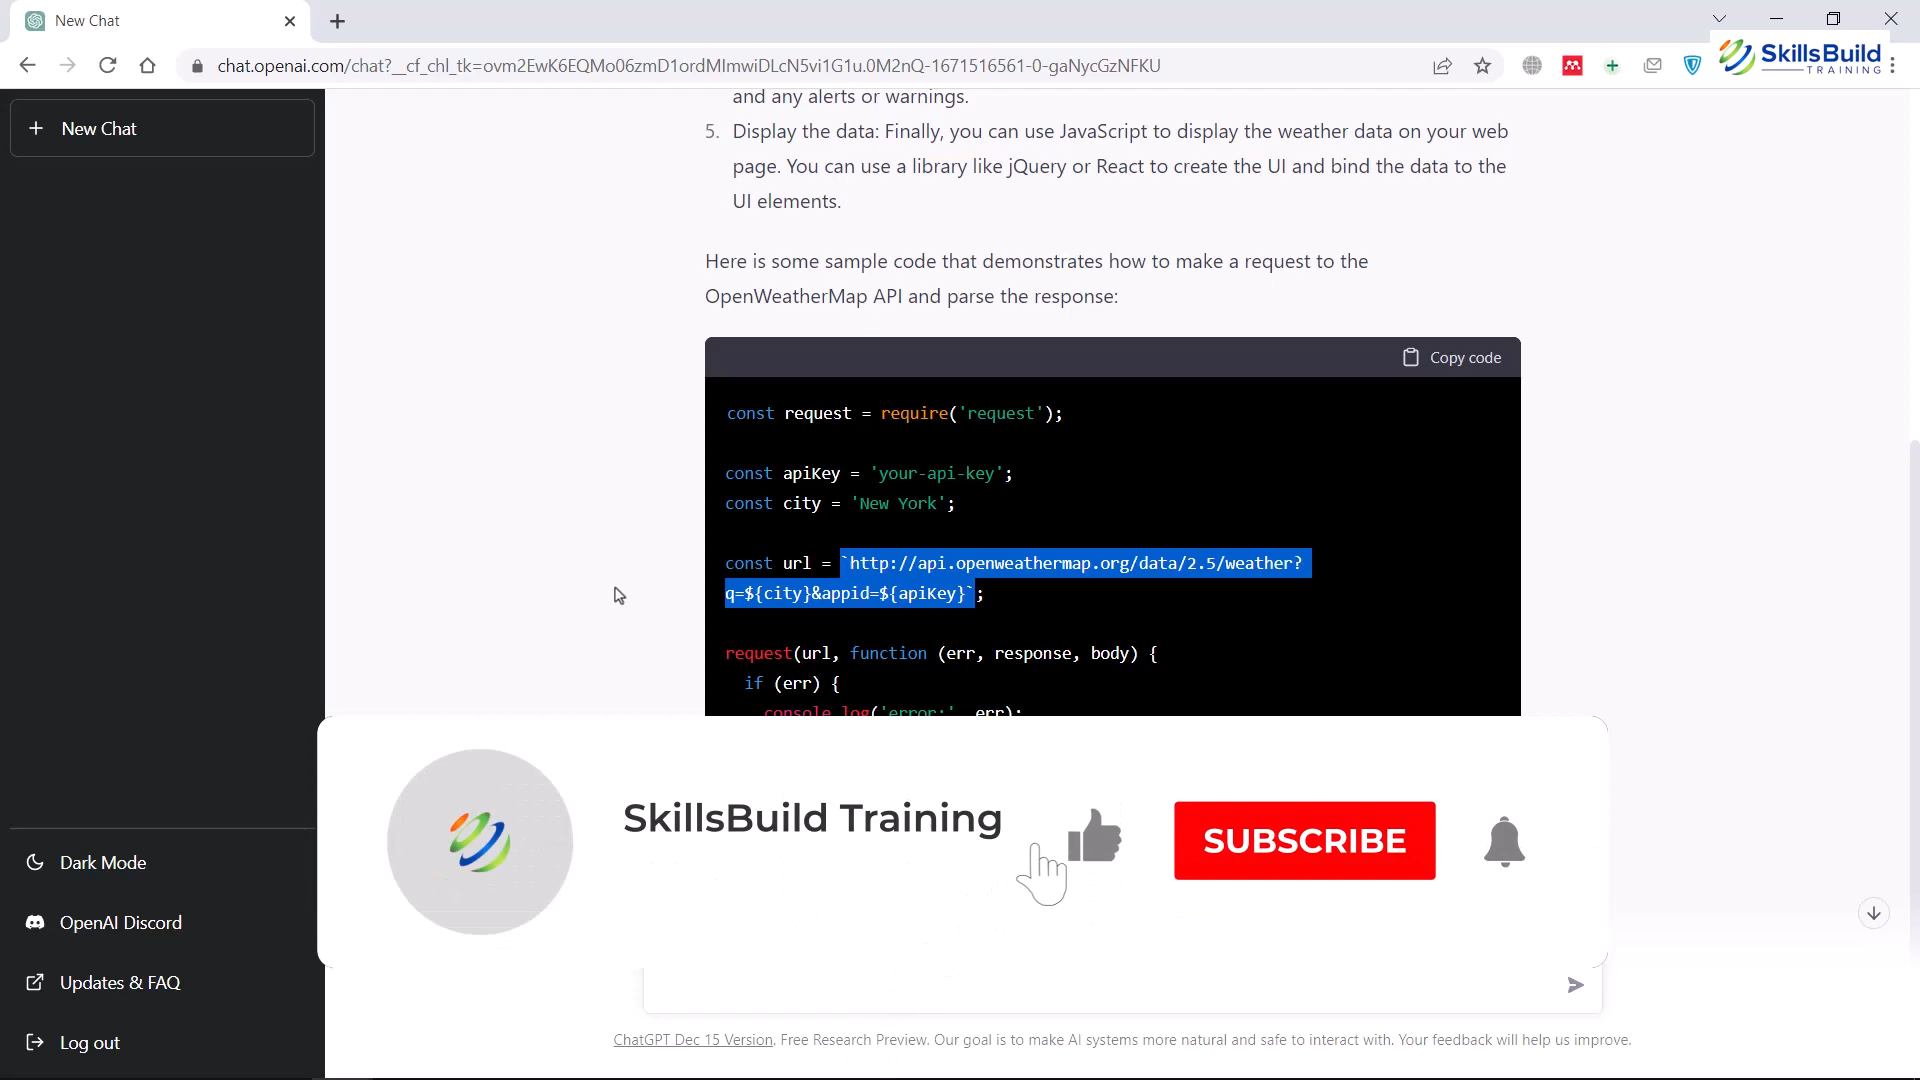 New Chat
SkillsBuild
TRAINING
chat.openai.com/chat?__cf_chl_tk=ovm2EwK6EQMo06zmD1ordMImwiDLcN5vi1G1u.0M2nQ-1671516561-0-gaNycGzNFKU
New Chat
and any alerts or warnings.
5. Display the data: Finally, you can use JavaScript to display the weather data on your web
page. You can use a library like jQuery or React to create the UI and bind the data to the
UI elements.
Here is some sample code that demonstrates how to make a request to the
OpenWeatherMap API and parse the response:
Copy code
const request = require('request');
const apiKey = 'your-api-key';
const city = 'New York';
const url = `http://api.openweathermap.org/data/2.5/weather?
q=${city}&appid=${apiKey}`;
request(url, function (err, response, body) {
if (err) {
console.log('error:', err);
SkillsBuild Training
SUBSCRIBE
Dark Mode
OpenAI Discord
Updates & FAQ
Log out
ChatGPT Dec 15 Version. Free Research Preview. Our goal is to make AI systems more natural and safe to interact with. Your feedback will help us improve.